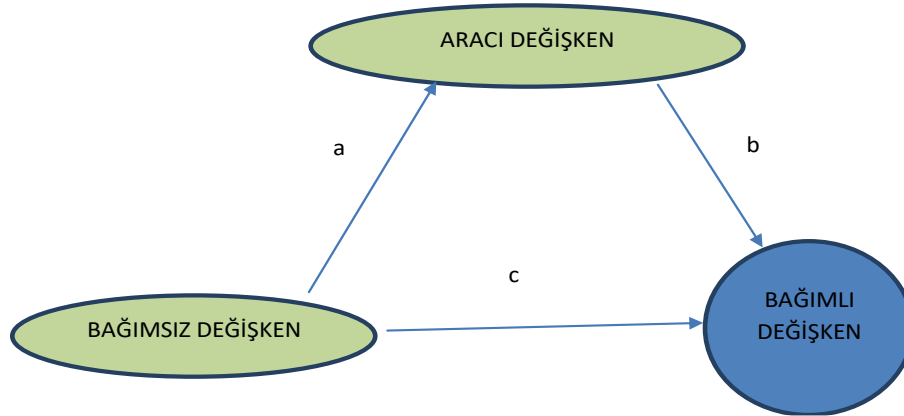 ARACI DEĞİŞKEN
a
b
c
BAĞIMSIZ DEĞİŞKEN
BAĞIMLI
DEĞİŞKEN